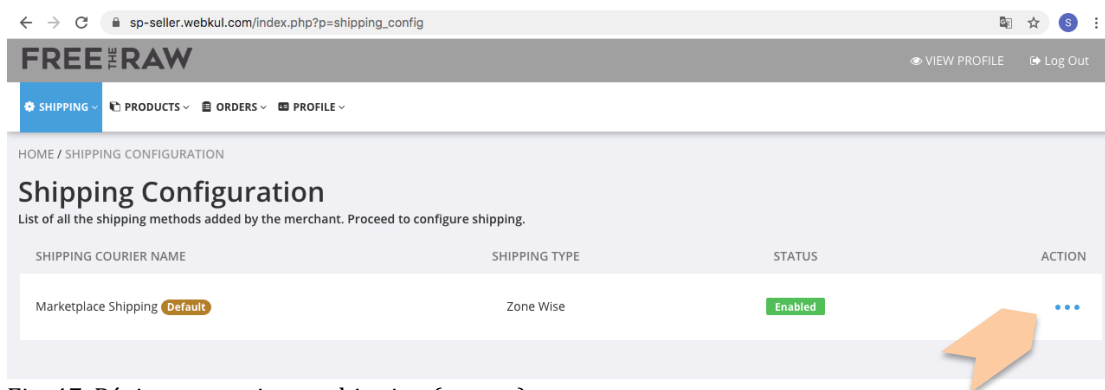 sp-seller.webkul.com/index.php?p=shipping_config
S
FREE THE RAW
VIEW PROFILE Log Out
SHIPPING PRODUCTS ORDERS PROFILE
HOME / SHIPPING CONFIGURATION
Shipping Configuration
List of all the shipping methods added by the merchant. Proceed to configure shipping.
SHIPPING COURIER NAME SHIPPING TYPE STATUS ACTION
Marketplace Shipping Default Zone Wise Enabled